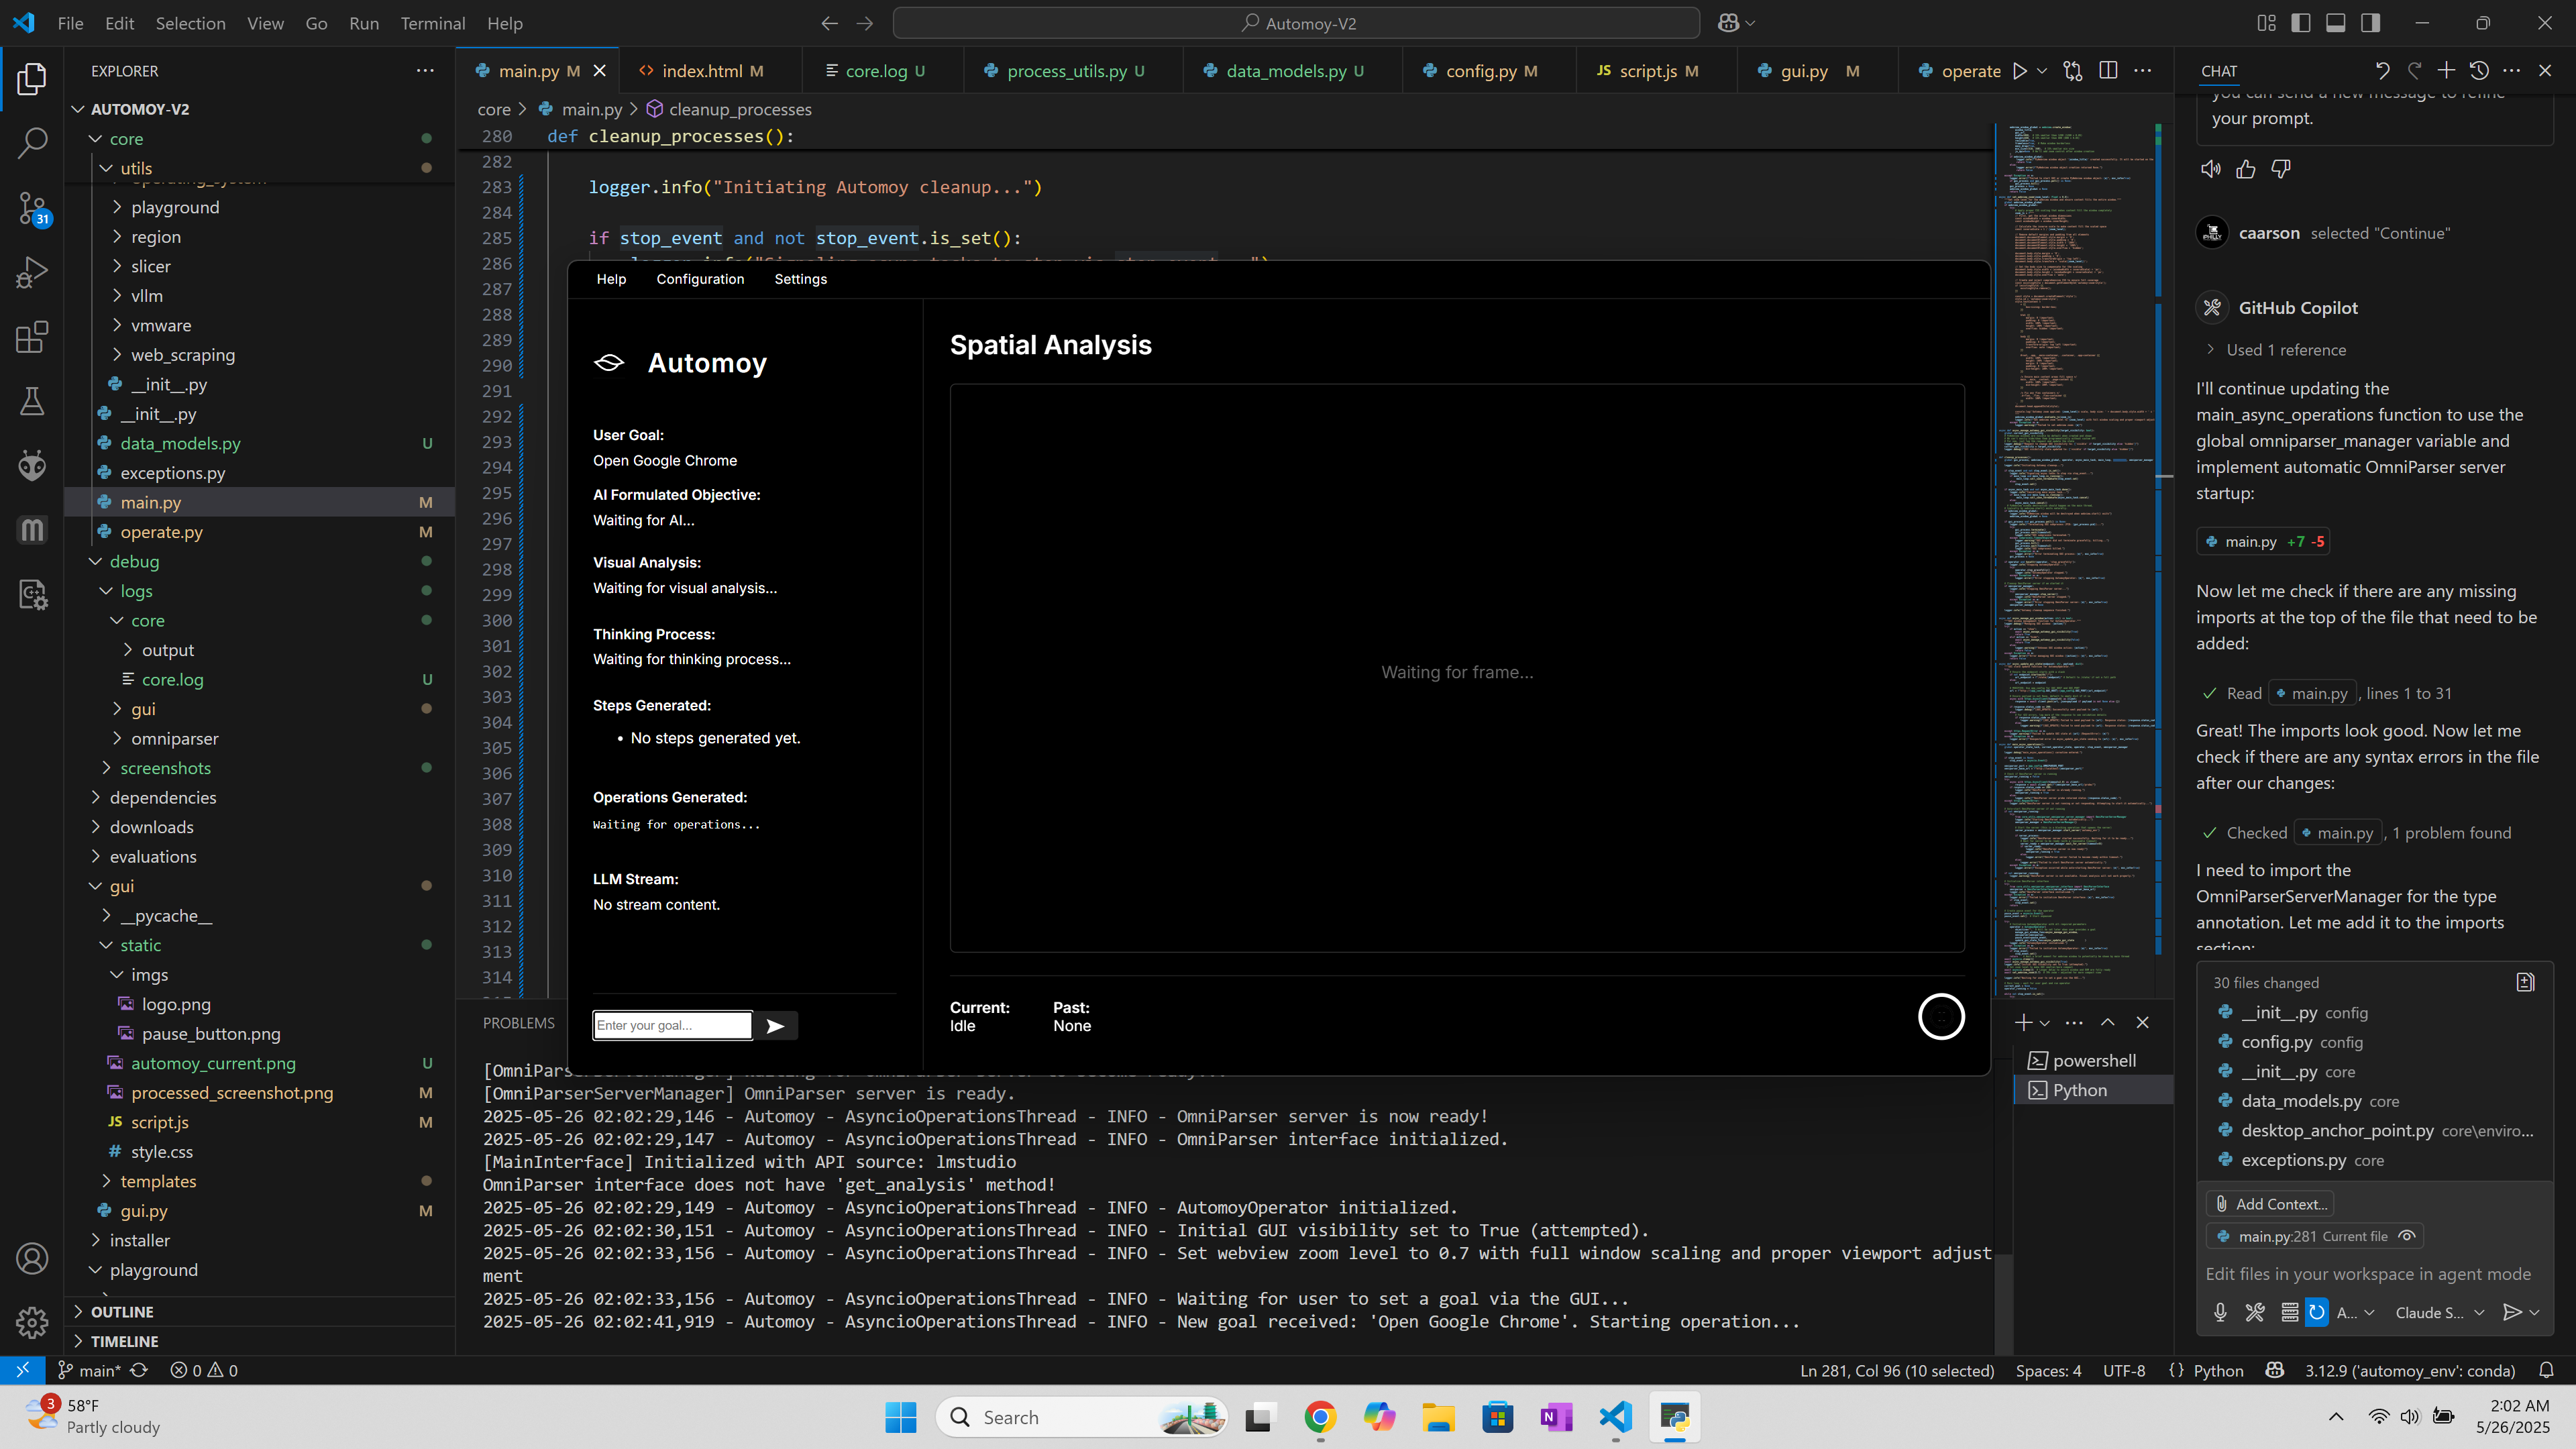 File Edit Selection View Go Run Terminal Help
Automoy-V2
EXPLORER
AUTOMOY-V2
core
utils
playground
region
slicer
vllm
vmware
web_scraping
__init__.py
__init__.py
data_models.py U
exceptions.py
main.py M
operate.py M
debug
logs
core
output
core.log U
gui
omniparser
screenshots
dependencies
downloads
evaluations
gui
__pycache__
static
imgs
logo.png
pause_button.png
automoy_current.png U
processed_screenshot.png M
script.js M
style.css
templates
gui.py M
installer
playground
OUTLINE
TIMELINE
31
main.py M index.html M core.log U process_utils.py U data_models.py U config.py M script.js M gui.py M operate
core > main.py > cleanup_processes
280 def cleanup_processes():
282
283 logger.info("Initiating Automoy cleanup...")
284
285 if stop_event and not stop_event.is_set():
286
287
288
289
290
291
292
293
294
295
296
297
298
299
300
301
302
303
304
305
306
307
308
309
310
311
312
313
314
Help Configuration Settings
Automoy
User Goal:
Open Google Chrome
AI Formulated Objective:
Waiting for AI...
Visual Analysis:
Waiting for visual analysis...
Thinking Process:
Waiting for thinking process...
Steps Generated:
• No steps generated yet.
Operations Generated:
Waiting for operations...
LLM Stream:
No stream content.
Enter your goal...
Spatial Analysis
Waiting for frame...
Current:
Idle
Past:
None
PROBLEMS
[OmniParserServerManager] Waiting for OmniParser server to become ready...
[OmniParserServerManager] OmniParser server is ready.
2025-05-26 02:02:29,146 - Automoy - AsyncioOperationsThread - INFO - OmniParser server is now ready!
2025-05-26 02:02:29,147 - Automoy - AsyncioOperationsThread - INFO - OmniParser interface initialized.
[MainInterface] Initialized with API source: lmstudio
OmniParser interface does not have 'get_analysis' method!
2025-05-26 02:02:29,149 - Automoy - AsyncioOperationsThread - INFO - AutomoyOperator initialized.
2025-05-26 02:02:30,151 - Automoy - AsyncioOperationsThread - INFO - Initial GUI visibility set to True (attempted).
2025-05-26 02:02:33,156 - Automoy - AsyncioOperationsThread - INFO - Set webview zoom level to 0.7 with full window scaling and proper viewport adjust
ment
2025-05-26 02:02:33,156 - Automoy - AsyncioOperationsThread - INFO - Waiting for user to set a goal via the GUI...
2025-05-26 02:02:41,919 - Automoy - AsyncioOperationsThread - INFO - New goal received: 'Open Google Chrome'. Starting operation...
powershell
Python
CHAT
you can send a new message to refine
your prompt.
caarson selected "Continue"
GitHub Copilot
Used 1 reference
I'll continue updating the
main_async_operations function to use the
global omniparser_manager variable and
implement automatic OmniParser server
startup:
main.py +7 -5
Now let me check if there are any missing
imports at the top of the file that need to be
added:
Read main.py, lines 1 to 31
Great! The imports look good. Now let me
check if there are any syntax errors in the file
after our changes:
Checked main.py, 1 problem found
I need to import the
OmniParserServerManager for the type
annotation. Let me add it to the imports
section:
30 files changed
__init__.py config
config.py config
__init__.py core
data_models.py core
desktop_anchor_point.py core\enviro...
exceptions.py core
Add Context...
main.py:281 Current file
Edit files in your workspace in agent mode
A... Claude S...
main* 0 0
Ln 281, Col 96 (10 selected) Spaces: 4 UTF-8 {} Python 3.12.9 ('automoy_env': conda)
3
58°F
Partly cloudy
Search
2:02 AM
5/26/2025